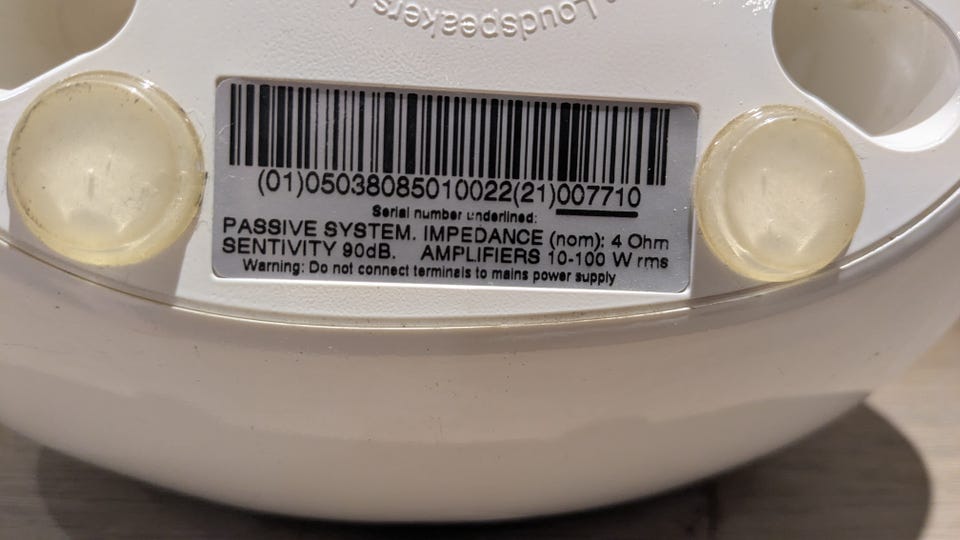 Loudspeakers
(01)05038085010022(21)007710
Serial number underlined:
PASSIVE SYSTEM. IMPEDANCE (nom): 4 Ohm
SENTIVITY 90dB. AMPLIFIERS 10-100 W rms
Warning: Do not connect terminals to mains power supply